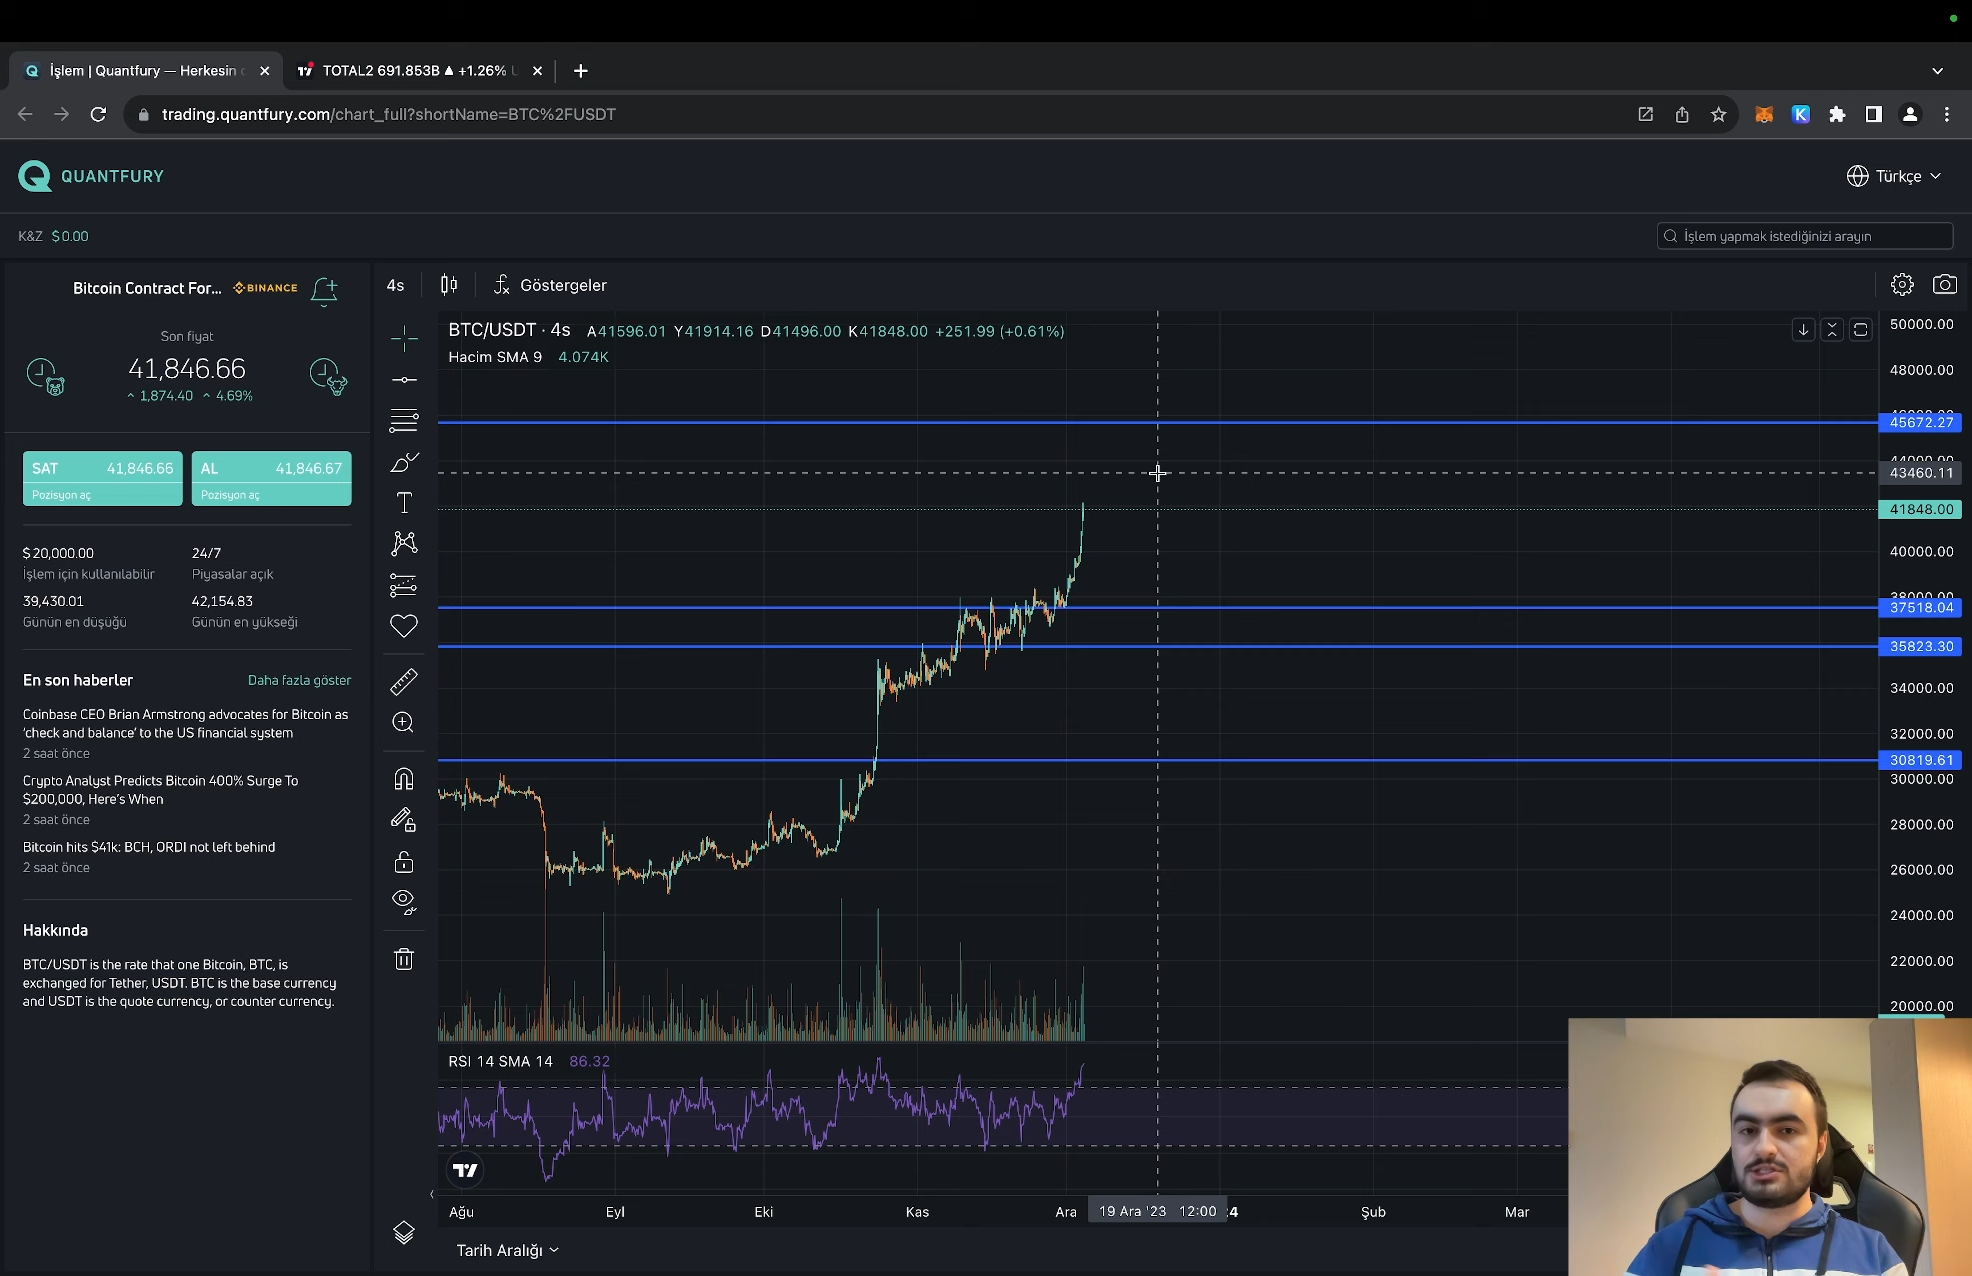 İşlem | Quantfury — Herkesin
TOTAL2 691.853B ▲ +1.26%
trading.quantfury.com/chart_full?shortName=BTC%2FUSDT
QUANTFURY
Türkçe
K&Z $0.00
İşlem yapmak istediğinizi arayın
Bitcoin Contract For... BINANCE
Son fiyat
41,846.66
1,874.40 4.69%
SAT 41,846.66
Pozisyon aç
AL 41,846.67
Pozisyon aç
$20,000.00
İşlem için kullanılabilir
24/7
Piyasalar açık
39,430.01
Günün en düşüğü
42,154.83
Günün en yükseği
En son haberler
Daha fazla göster
Coinbase CEO Brian Armstrong advocates for Bitcoin as
'check and balance' to the US financial system
2 saat önce
Crypto Analyst Predicts Bitcoin 400% Surge To
$200,000, Here's When
2 saat önce
Bitcoin hits $41k: BCH, ORDI not left behind
2 saat önce
Hakkında
BTC/USDT is the rate that one Bitcoin, BTC, is
exchanged for Tether, USDT. BTC is the base currency
and USDT is the quote currency, or counter currency.
4s
Göstergeler
BTC/USDT · 4s A41596.01 Y41914.16 D41496.00 K41848.00 +251.99 (+0.61%)
Hacim SMA 9 4.074K
50000.00
48000.00
45672.27
43460.11
41848.00
40000.00
37518.04
35823.30
34000.00
32000.00
30819.61
30000.00
28000.00
26000.00
24000.00
22000.00
20000.00
RSI 14 SMA 14 86.32
Ağu
Eyl
Eki
Kas
Ara
19 Ara '23 12:00
Şub
Mar
Tarih Aralığı